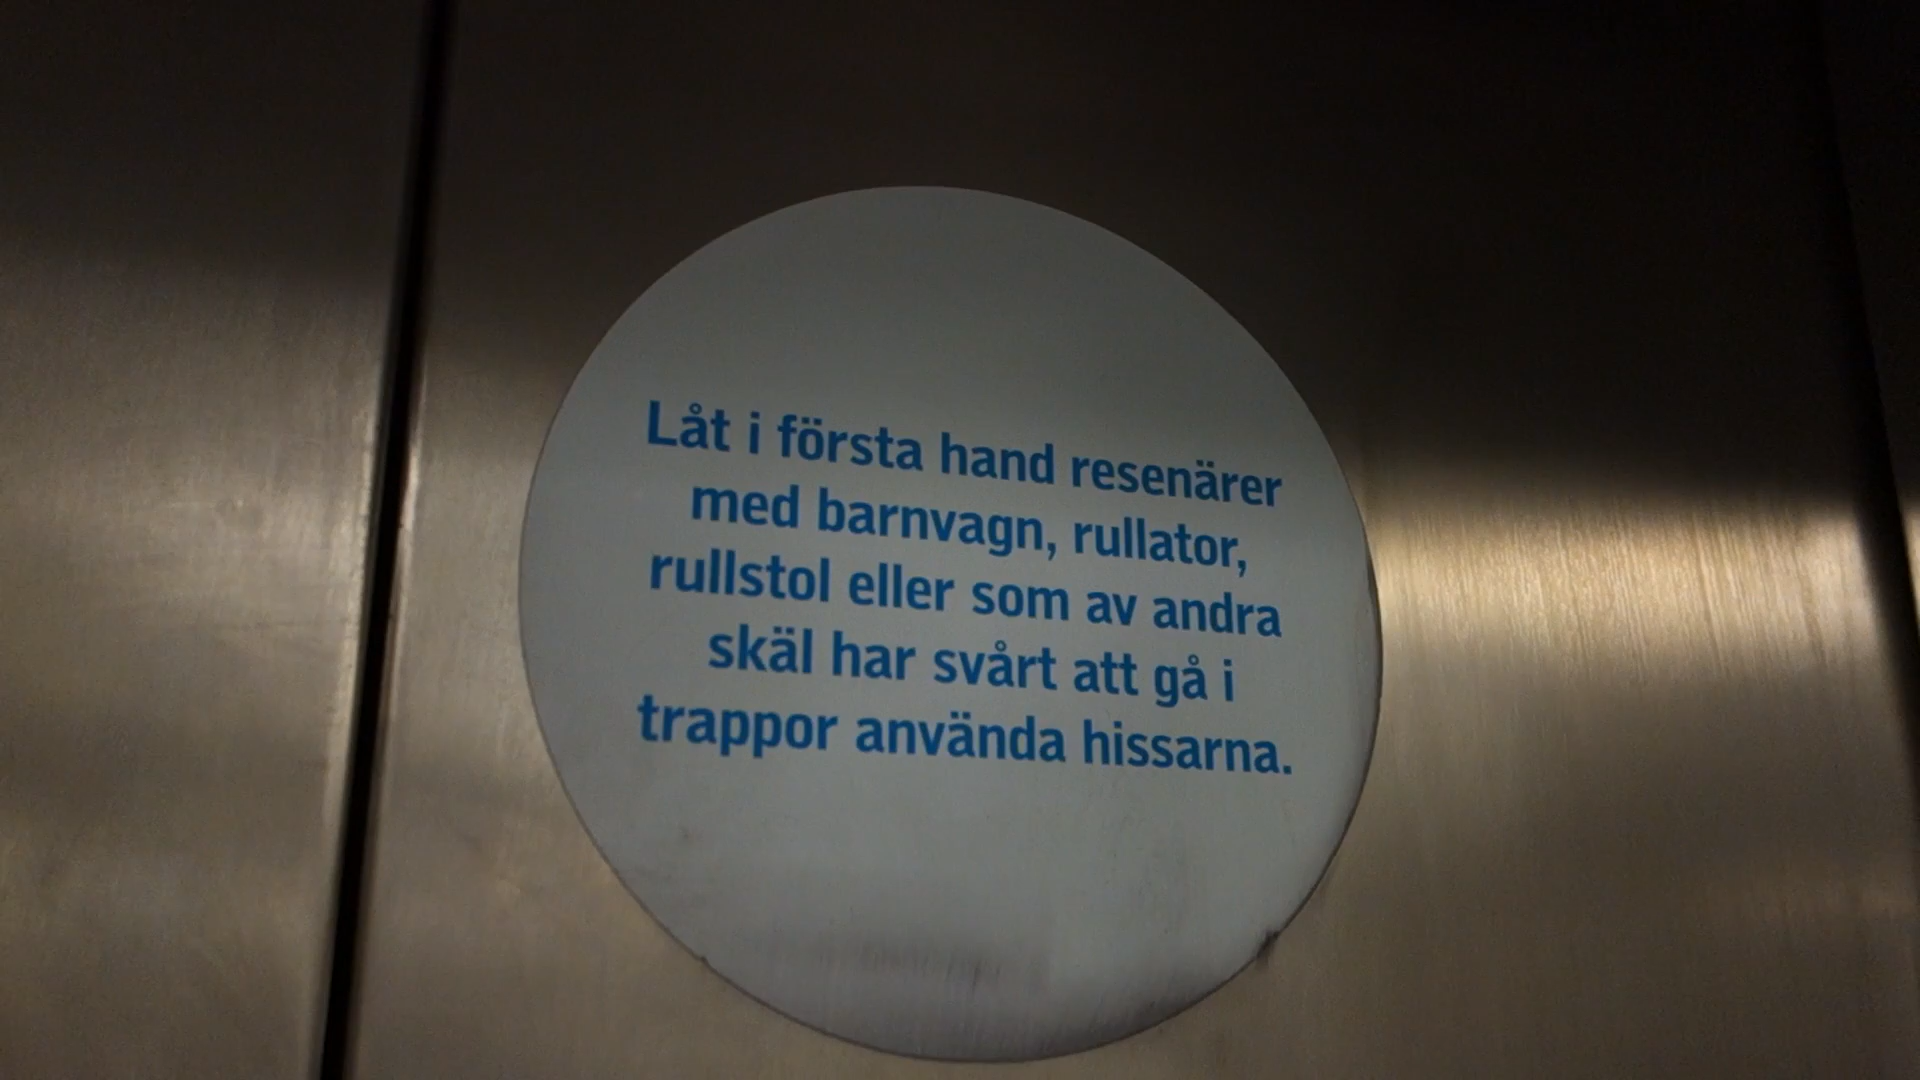 Låt i första hand resenärer
med barnvagn, rullator,
rullstol eller som av andra
skäl har svårt att gå i
trappor använda hissarna.